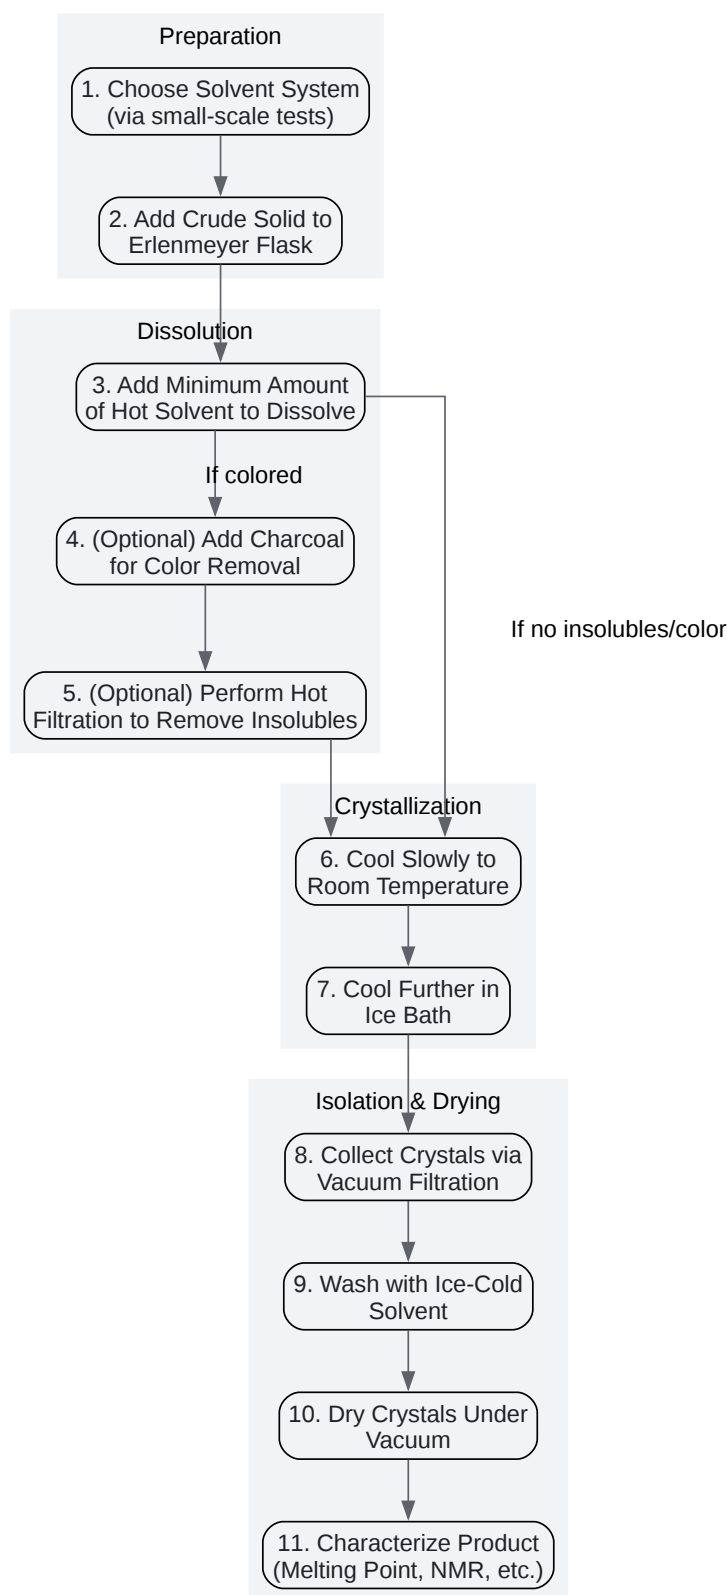 Preparation
1. Choose Solvent System
(via small-scale tests)
2. Add Crude Solid to
Erlenmeyer Flask
Dissolution
3. Add Minimum Amount
of Hot Solvent to Dissolve
If colored
4. (Optional) Add Charcoal
for Color Removal
If no insolubles/color
5. (Optional) Perform Hot
Filtration to Remove Insolubles
Crystallization
6. Cool Slowly to
Room Temperature
7. Cool Further in
Ice Bath
Isolation & Drying
8. Collect Crystals via
Vacuum Filtration
9. Wash with Ice-Cold
Solvent
10. Dry Crystals Under
Vacuum
11. Characterize Product
(Melting Point, NMR, etc.)